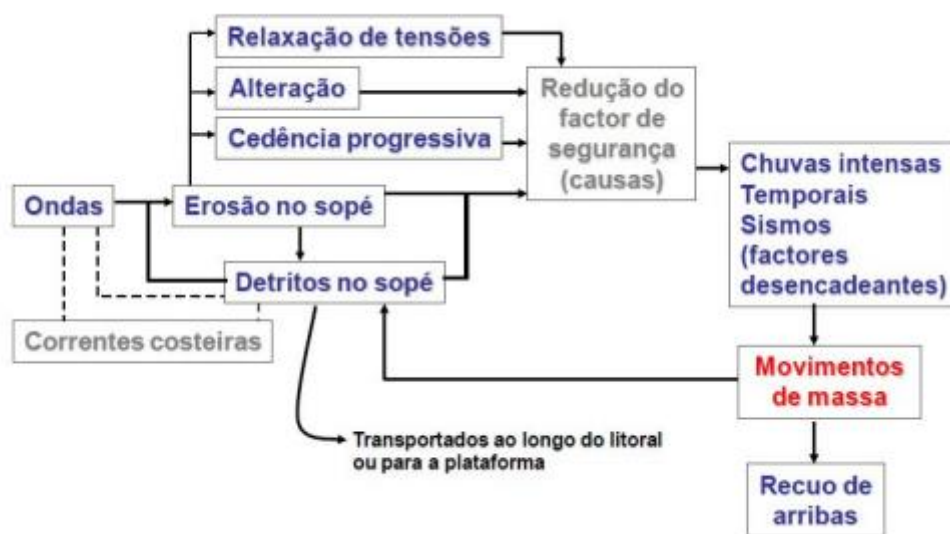 Relaxação de tensões
Alteração
Cedência progressiva
Redução do
factor de
segurança
(causas)
Ondas
Erosão no sopé
Detritos no sopé
Correntes costeiras
Chuvas intensas
Temporais
Sismos
(factores
desencadeantes)
Movimentos
de massa
Transportados ao longo do litoral
ou para a plataforma
Recuo de
arribas